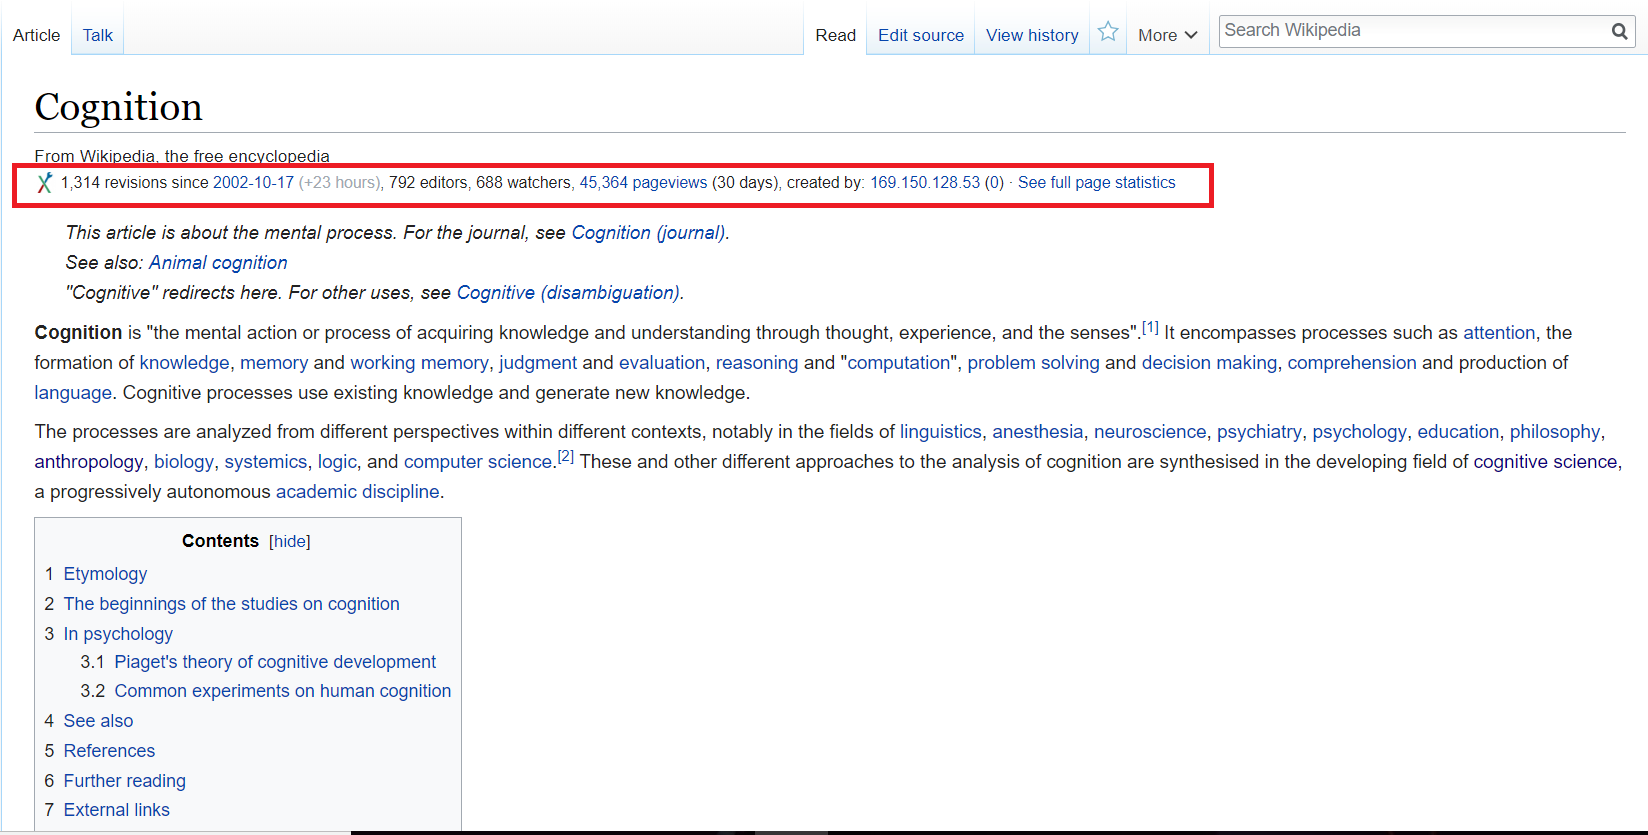 Article Talk Read Edit source View history More Search Wikipedia
Cognition
From Wikipedia, the free encyclopedia
1,314 revisions since 2002-10-17 (+23 hours), 792 editors, 688 watchers, 45,364 pageviews (30 days), created by: 169.150.128.53 (0) · See full page statistics
This article is about the mental process. For the journal, see Cognition (journal).
See also: Animal cognition
"Cognitive" redirects here. For other uses, see Cognitive (disambiguation).
Cognition is "the mental action or process of acquiring knowledge and understanding through thought, experience, and the senses".[1] It encompasses processes such as attention, the
formation of knowledge, memory and working memory, judgment and evaluation, reasoning and "computation", problem solving and decision making, comprehension and production of
language. Cognitive processes use existing knowledge and generate new knowledge.
The processes are analyzed from different perspectives within different contexts, notably in the fields of linguistics, anesthesia, neuroscience, psychiatry, psychology, education, philosophy,
anthropology, biology, systemics, logic, and computer science.[2] These and other different approaches to the analysis of cognition are synthesised in the developing field of cognitive science,
a progressively autonomous academic discipline.
Contents [hide]
1 Etymology
2 The beginnings of the studies on cognition
3 In psychology
3.1 Piaget's theory of cognitive development
3.2 Common experiments on human cognition
4 See also
5 References
6 Further reading
7 External links